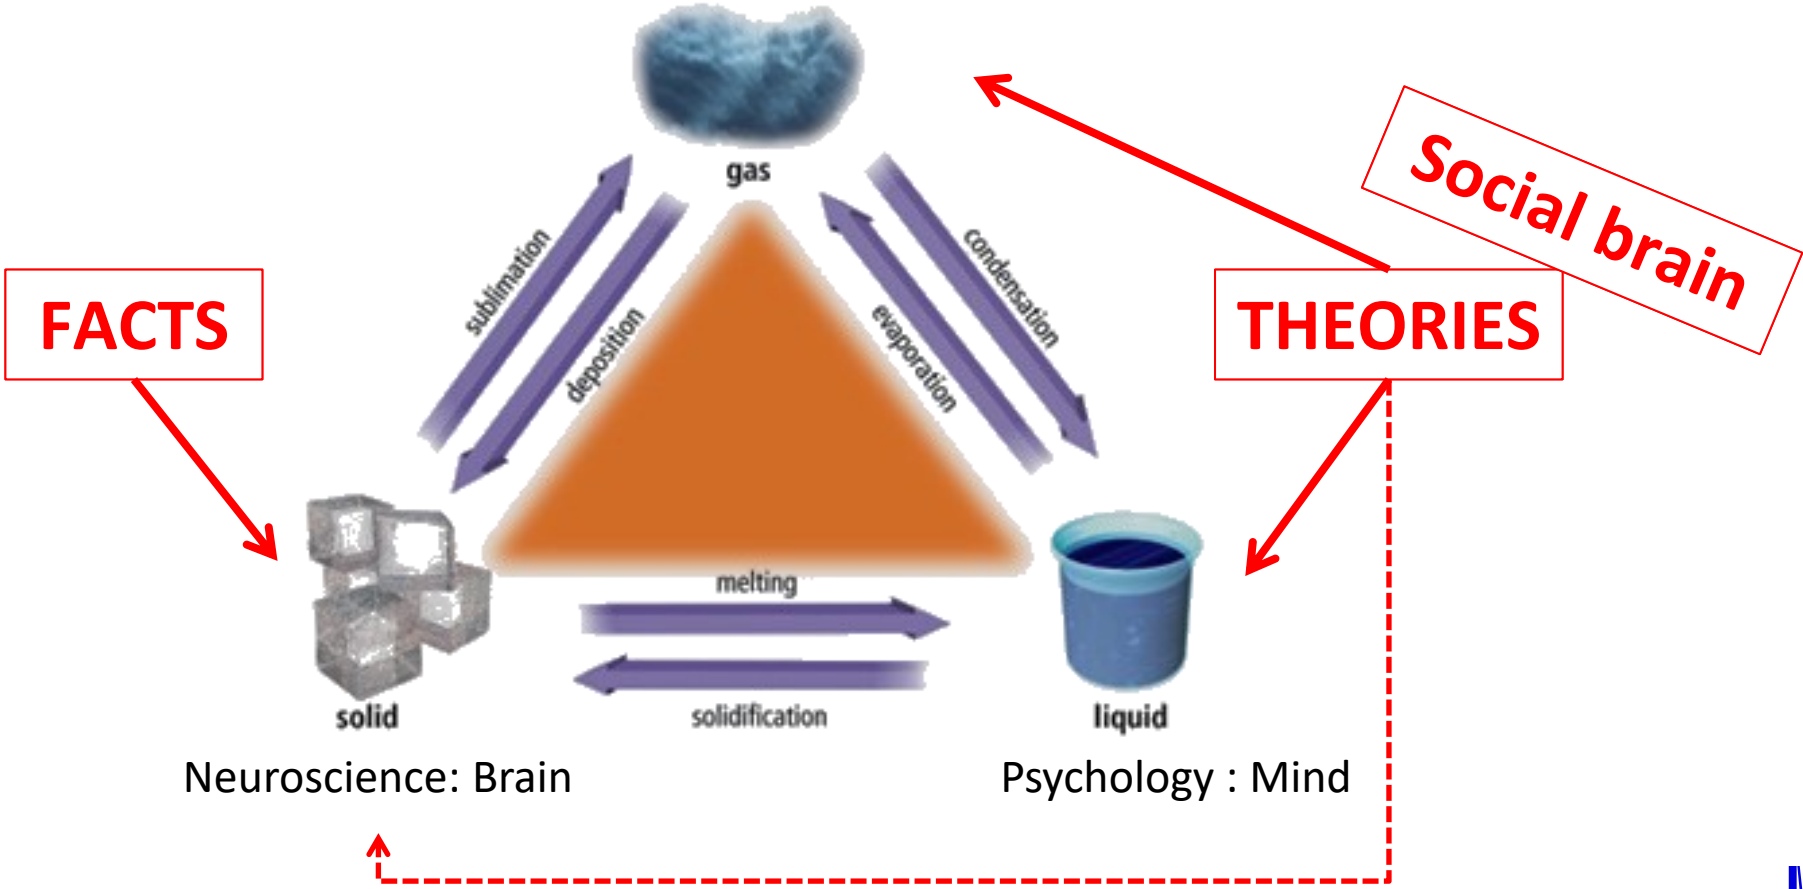 gas
Social brain
sublimation
deposition
condensation
evaporation
FACTS
THEORIES
melting
solidification
solid
liquid
Neuroscience: Brain
Psychology : Mind